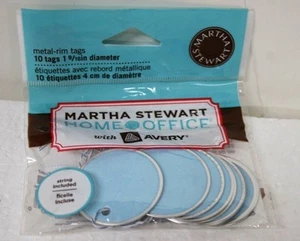 metal-rim tags
10 tags 1 9/16in diameter
étiquettes avec rebord métallique
10 étiquettes 4 cm de diamètre
MARTHA
STEWART
MARTHA STEWART
HOME OFFICE
with AVERY
string
included
ficelle
incluse